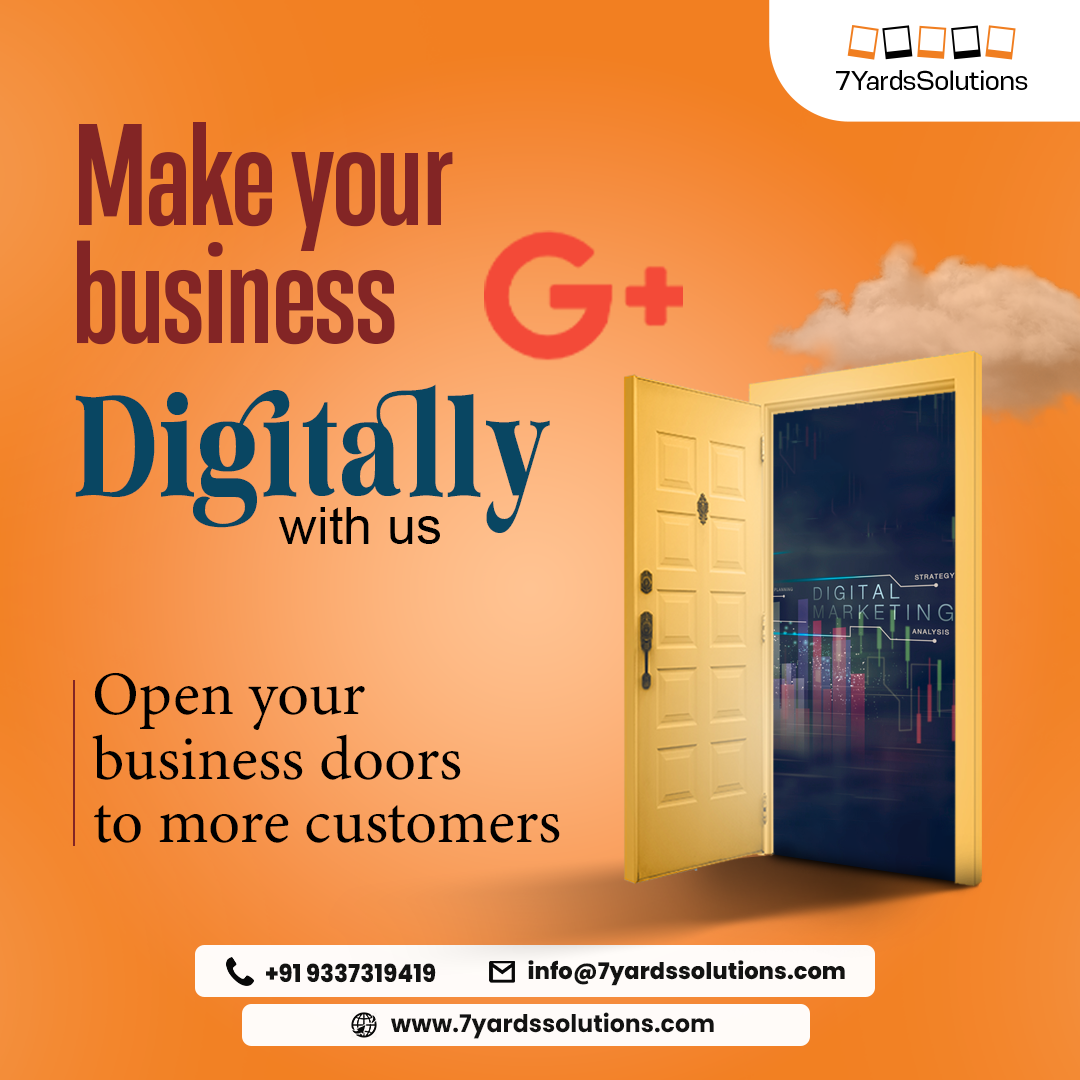 7YardsSolutions
Make your
business
G+
Digitally
with us
STRATEGY
PLANNING
DIGITAL
MARKETING
ANALYSIS
Open your
business doors
to more customers
+91 9337319419
info@7yardssolutions.com
www.7yardssolutions.com